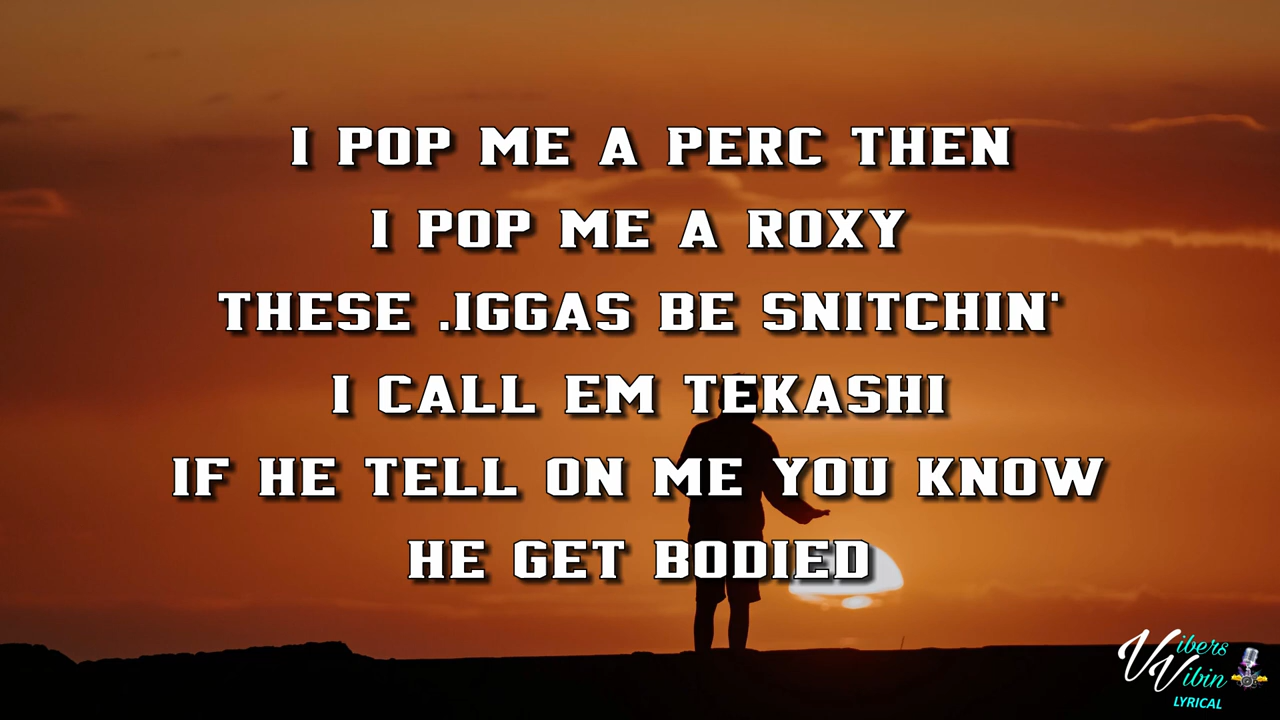 I POP ME A PERC THEN
I POP ME A ROXY
THESE .IGGAS BE SNITCHIN'
I CALL EM TEKASHI
IF HE TELL ON ME YOU KNOW
HE GET BODIED
Vibers
Vibin
LYRICAL